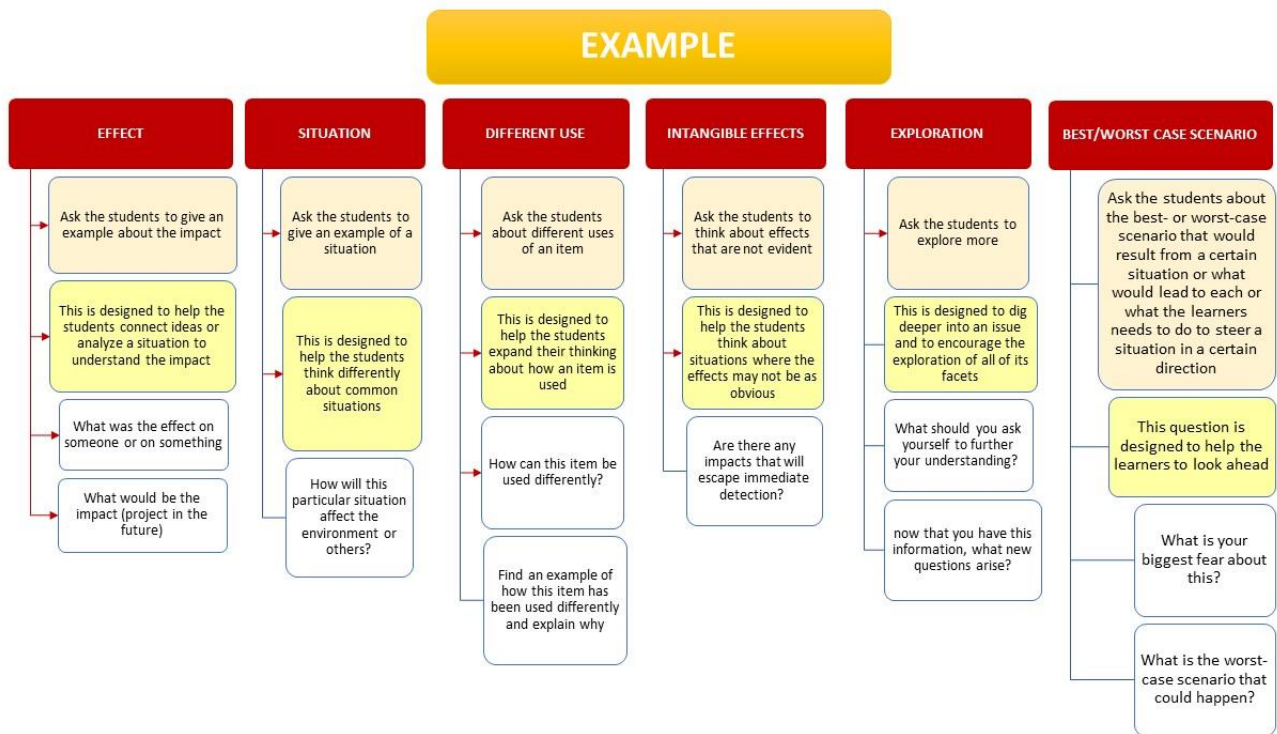 EXAMPLE
EFFECT
Ask the students to give an
example about the impact
This is designed to help the
students connect ideas or
analyze a situation to
understand the impact
What was the effect on
someone or on something
What would be the
impact (project in the
future)
SITUATION
Ask the students to
give an example of a
situation
This is designed to
help the students
think differently
about common
situations
How will this
particular situation
affect the
environment or
others?
DIFFERENT USE
Ask the students
about different uses
of an item
This is designed to
help the students
expand their thinking
about how an item is
used
How can this item be
used differently?
Find an example of
how this item has
been used differently
and explain why
INTANGIBLE EFFECTS
Ask the students to
think about effects
that are not evident
This is designed to
help the students
think about
situations where the
effects may not be as
obvious
Are there any
impacts that will
escape immediate
detection?
EXPLORATION
Ask the students to
explore more
This is designed to dig
deeper into an issue
and to encourage the
exploration of all of its
facets
What should you ask
yourself to further
your understanding?
now that you have this
information, what new
questions arise?
BEST/WORST CASE SCENARIO
Ask the students about
the best- or worst-case
scenario that would
result from a certain
situation or what
would lead to each or
what the learners
needs to do to steer a
situation in a certain
direction
This question is
designed to help the
learners to look ahead
What is your
biggest fear about
this?
What is the worst-
case scenario that
could happen?